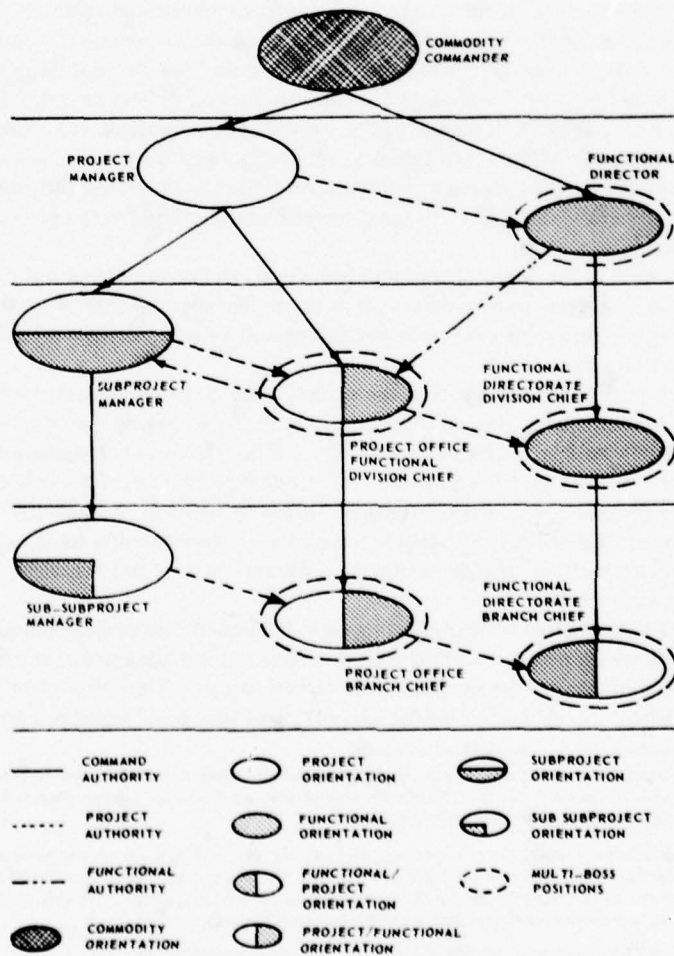 COMMODITY
COMMANDER
PROJECT
MANAGER
FUNCTIONAL
DIRECTOR
SUBPROJECT
MANAGER
PROJECT OFFICE
FUNCTIONAL
DIVISION CHIEF
FUNCTIONAL
DIRECTORATE
DIVISION CHIEF
SUB-SUBPROJECT
MANAGER
PROJECT OFFICE
BRANCH CHIEF
FUNCTIONAL
DIRECTORATE
BRANCH CHIEF
COMMAND
AUTHORITY
PROJECT
ORIENTATION
SUBPROJECT
ORIENTATION
PROJECT
AUTHORITY
FUNCTIONAL
ORIENTATION
SUB SUBPROJECT
ORIENTATION
FUNCTIONAL
AUTHORITY
FUNCTIONAL/
PROJECT
ORIENTATION
MULTI-BOSS
POSITIONS
COMMODITY
ORIENTATION
PROJECT/FUNCTIONAL
ORIENTATION